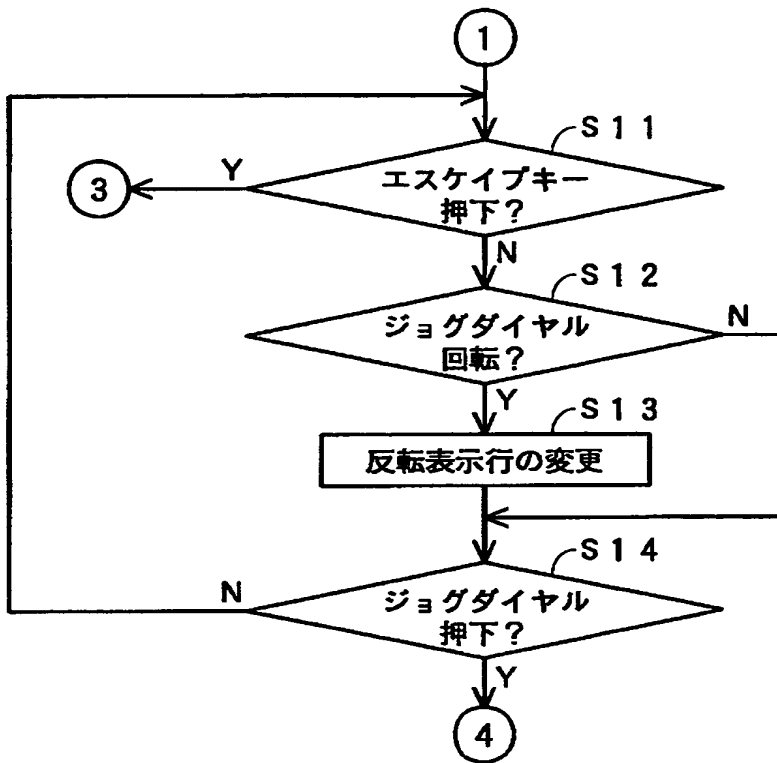 1
S11
エスケイプキー
押下?
Y
3
N
S12
ジョグダイヤル
回転?
N
Y
S13
反転表示行の変更
S14
ジョグダイヤル
押下?
N
Y
4